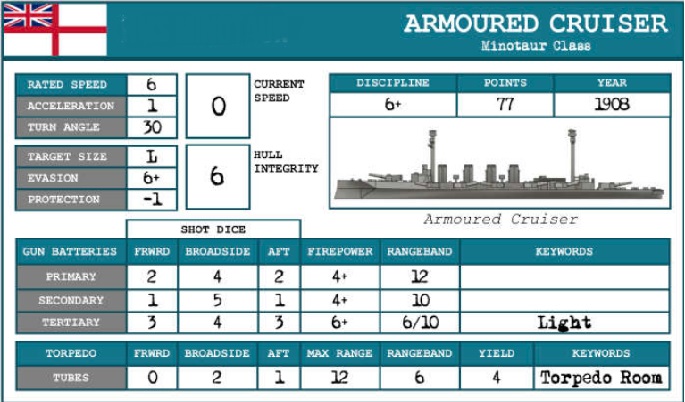 ARMOURED CRUISER
Minotaur Class
RATED SPEED 6
ACCELERATION 1
TURN ANGLE 30
0 CURRENT SPEED
TARGET SIZE L
EVASION 6+
PROTECTION -1
6 HULL INTEGRITY
DISCIPLINE POINTS YEAR
6+ 77 1908
Armoured Cruiser
SHOT DICE
GUN BATTERIES FRWRD BROADSIDE AFT FIREPOWER RANGEBAND KEYWORDS
PRIMARY 2 4 2 4+ 12
SECONDARY 1 5 1 4+ 10
TERTIARY 3 4 3 6+ 6/10 Light
TORPEDO FRWRD BROADSIDE AFT MAX RANGE RANGEBAND YIELD KEYWORDS
TUBES 0 2 1 12 6 4 Torpedo Room